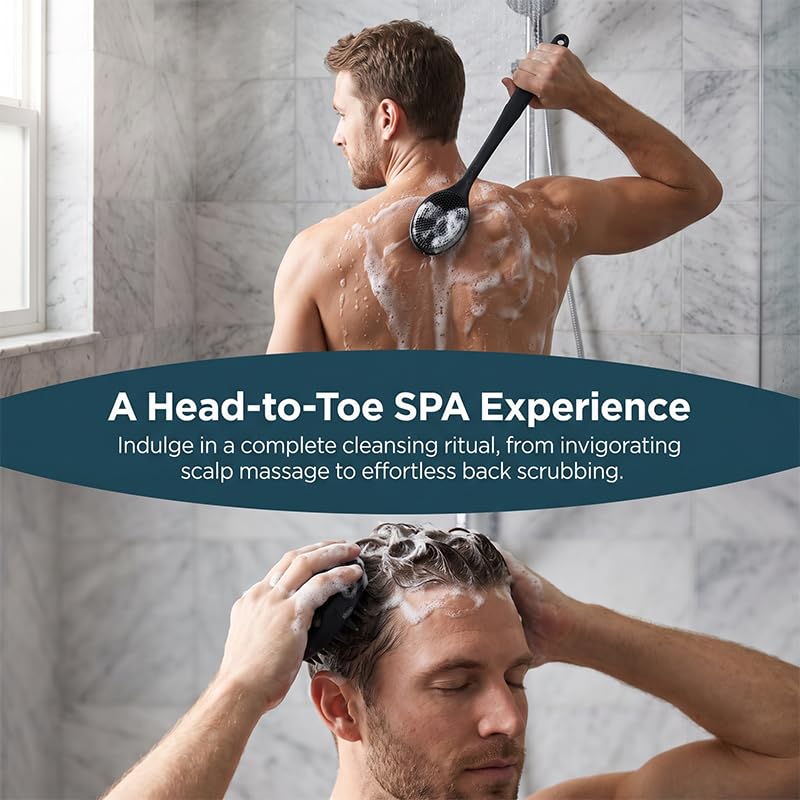 A Head-to-Toe SPA Experience
Indulge in a complete cleansing ritual, from invigorating
scalp massage to effortless back scrubbing.